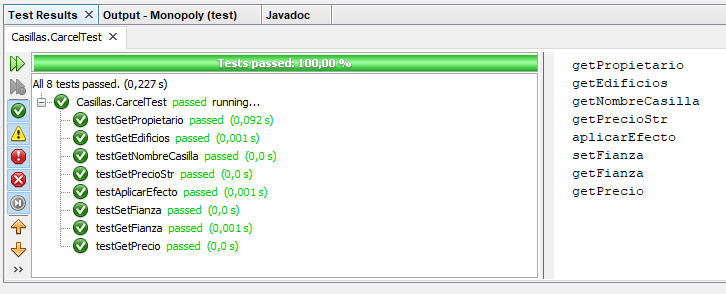 Test Results × Output - Monopoly (test) Javadoc
Casillas.CarcelTest ×
Tests passed: 100,00 %
All 8 tests passed. (0,227 s)
Casillas.CarcelTest passed running...
testGetPropietario passed (0,092 s)
testGetEdificios passed (0,001 s)
testGetNombreCasilla passed (0,0 s)
testGetPrecioStr passed (0,0 s)
testAplicarEfecto passed (0,001 s)
testSetFianza passed (0,0 s)
testGetFianza passed (0,001 s)
testGetPrecio passed (0,0 s)
>>
getPropietario
getEdificios
getNombreCasilla
getPrecioStr
aplicarEfecto
setFianza
getFianza
getPrecio